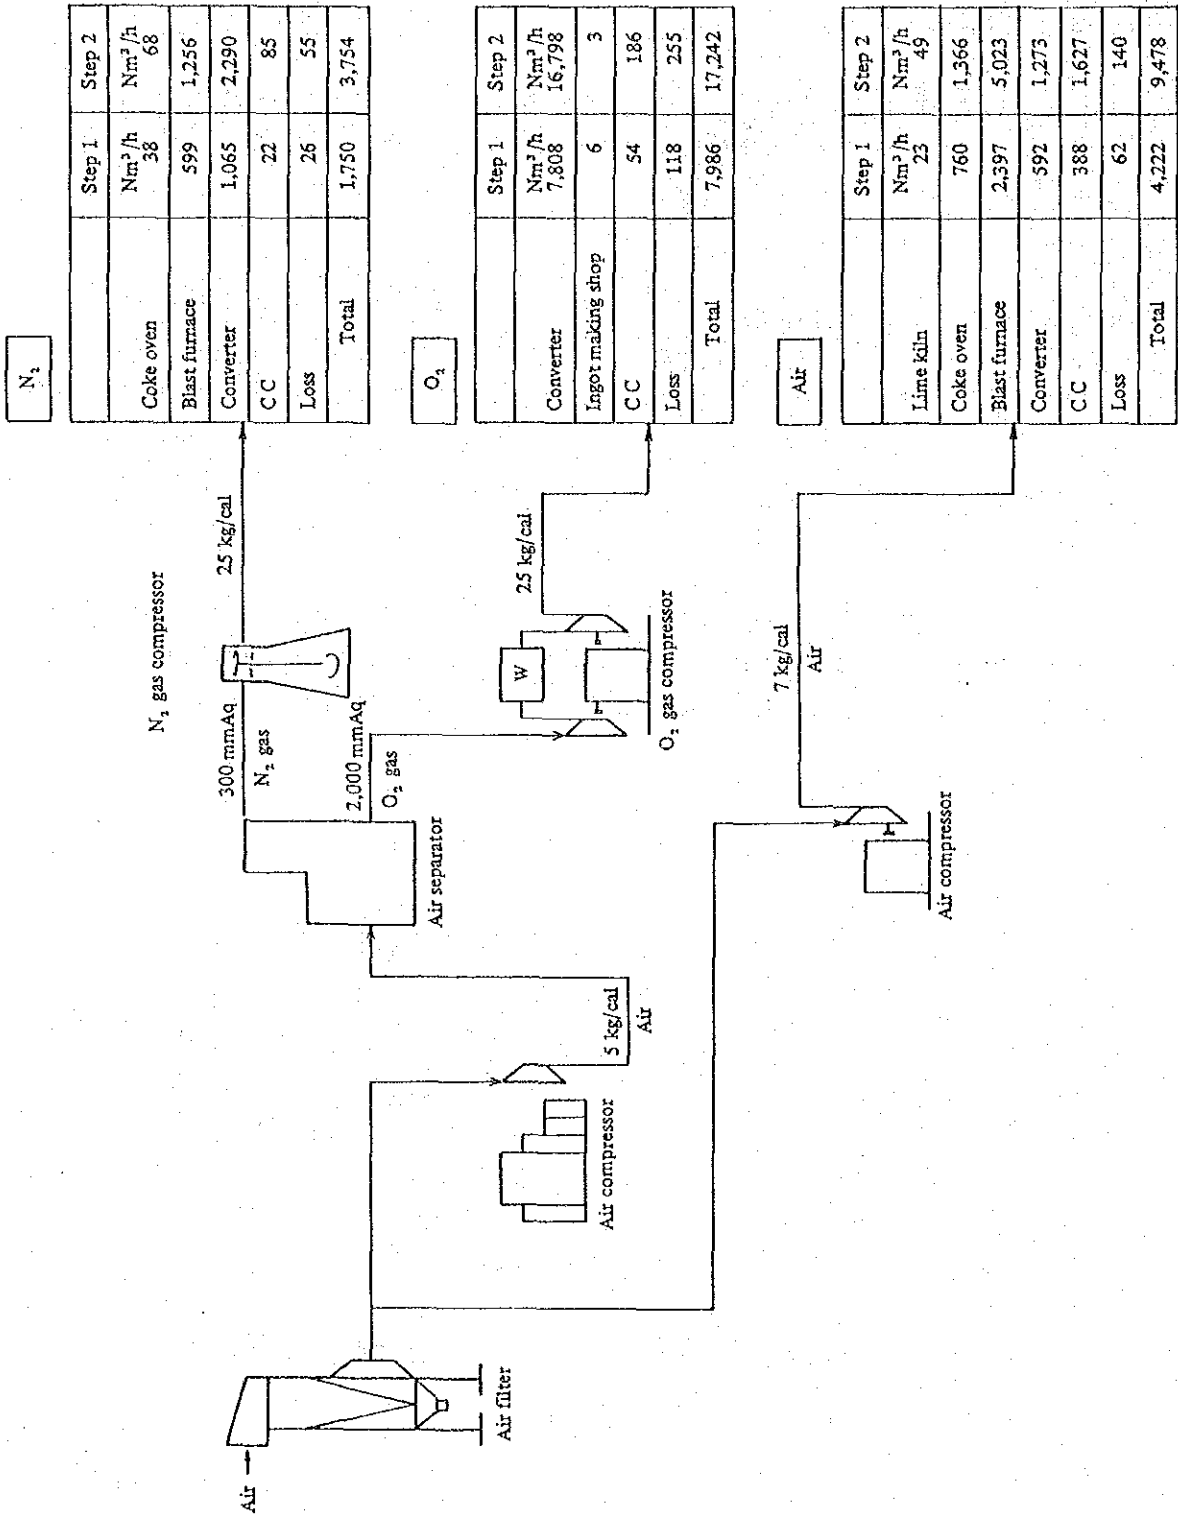 Air
Air filter
Air compressor
5 kg/cal
Air
Air separator
300 mmAq
N₂ gas
2,000 mmAq
O₂ gas
N₂ gas compressor
25 kg/cal
W
O₂ gas compressor
25 kg/cal
Air compressor
7 kg/cal
Air
N₂
Step 1 Step 2
Nm³/h Nm³/h
Coke oven 38 68
Blast furnace 599 1,256
Converter 1,065 2,290
C C 22 85
Loss 26 55
Total 1,750 3,754
O₂
Step 1 Step 2
Nm³/h Nm³/h
Converter 7,808 16,798
Ingot making shop 6 3
C C 54 186
Loss 118 255
Total 7,986 17,242
Air
Step 1 Step 2
Nm³/h Nm³/h
Lime kiln 23 49
Coke oven 760 1,366
Blast furnace 2,397 5,023
Converter 592 1,273
C.C 388 1,627
Loss 62 140
Total 4,222 9,478